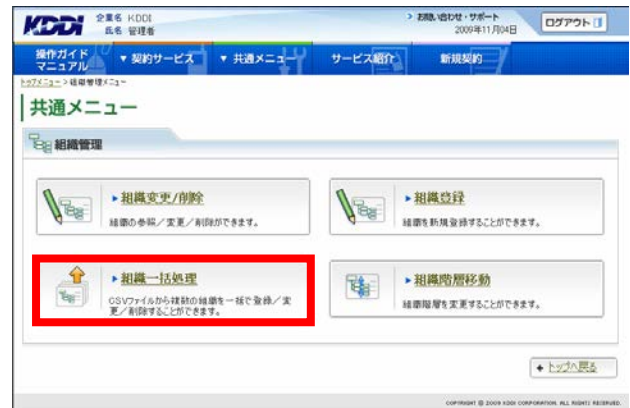 KDDI
企業名 KDDI
氏名 管理者
> お問い合わせ・サポート
2009年11月04日
ログアウト
操作ガイド
マニュアル
▼ 契約サービス
▼ 共通メニュー
サービス紹介
新規契約
トップメニュー > 組織管理メニュー
共通メニュー
組織管理
組織変更/削除
組織の参照/変更/削除ができます。
組織登録
組織を新規登録することができます。
組織一括処理
CSVファイルから複数の組織を一括で登録/変
更/削除することができます。
組織階層移動
組織階層を変更することができます。
トップへ戻る
COPYRIGHT © 2009 KDDI CORPORATION. ALL RIGHTS RESERVED.